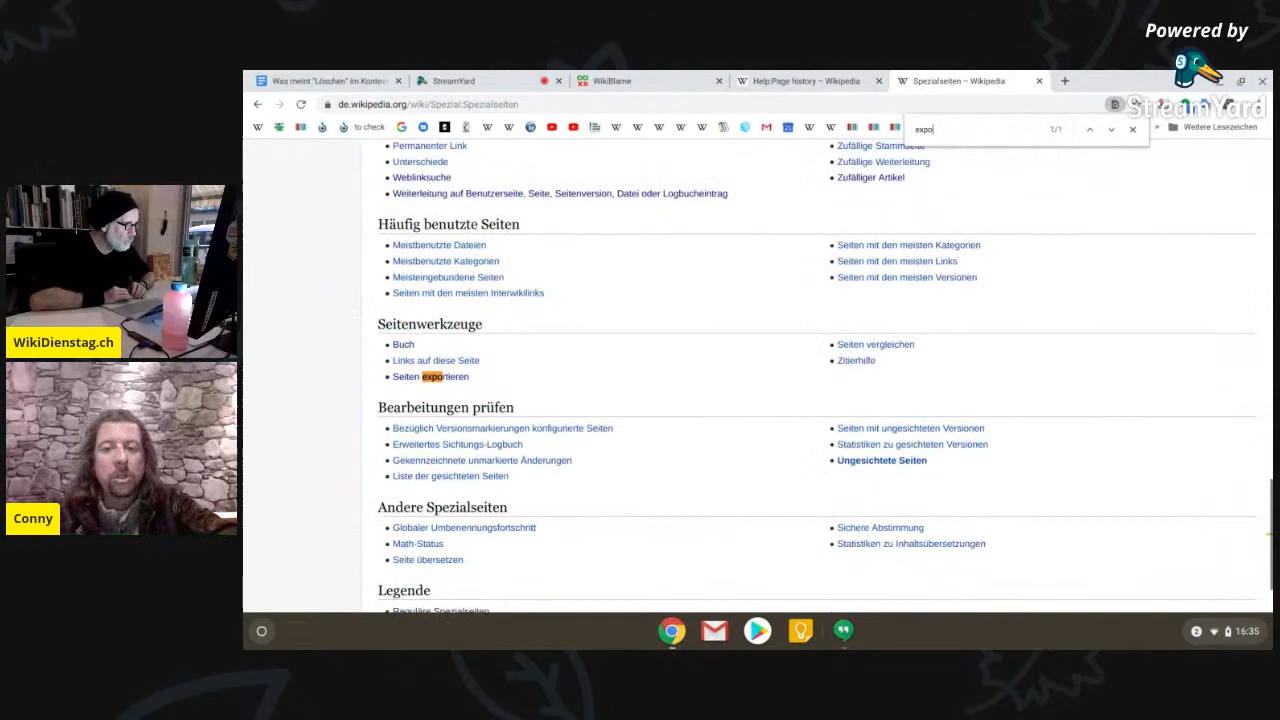 Powered by
StreamYard
Was meint "Löschen" im Kontex
StreamYard
WikiBlame
Help:Page history – Wikipedia
Spezialseiten – Wikipedia
de.wikipedia.org/wiki/Spezial:Spezialseiten
to check
expo
1/1
Weitere Lesezeichen
Permanenter Link
Zufällige Stammseite
Unterschiede
Zufällige Weiterleitung
Weblinksuche
Zufälliger Artikel
Weiterleitung auf Benutzerseite, Seite, Seitenversion, Datei oder Logbucheintrag
Häufig benutzte Seiten
Meistbenutzte Dateien
Seiten mit den meisten Kategorien
Meistbenutzte Kategorien
Seiten mit den meisten Links
Meisteingebundene Seiten
Seiten mit den meisten Versionen
Seiten mit den meisten Interwikilinks
Seitenwerkzeuge
Buch
Seiten vergleichen
Links auf diese Seite
Zitierhilfe
Seiten exportieren
Bearbeitungen prüfen
Bezüglich Versionsmarkierungen konfigurierte Seiten
Seiten mit ungesichteten Versionen
Erweitertes Sichtungs-Logbuch
Statistiken zu gesichteten Versionen
Gekennzeichnete unmarkierte Änderungen
Ungesichtete Seiten
Liste der gesichteten Seiten
Andere Spezialseiten
Globaler Umbenennungsfortschritt
Sichere Abstimmung
Math-Status
Statistiken zu Inhaltsübersetzungen
Seite übersetzen
Legende
Reguläre Spezialseiten
2
16:35
WikiDienstag.ch
Conny